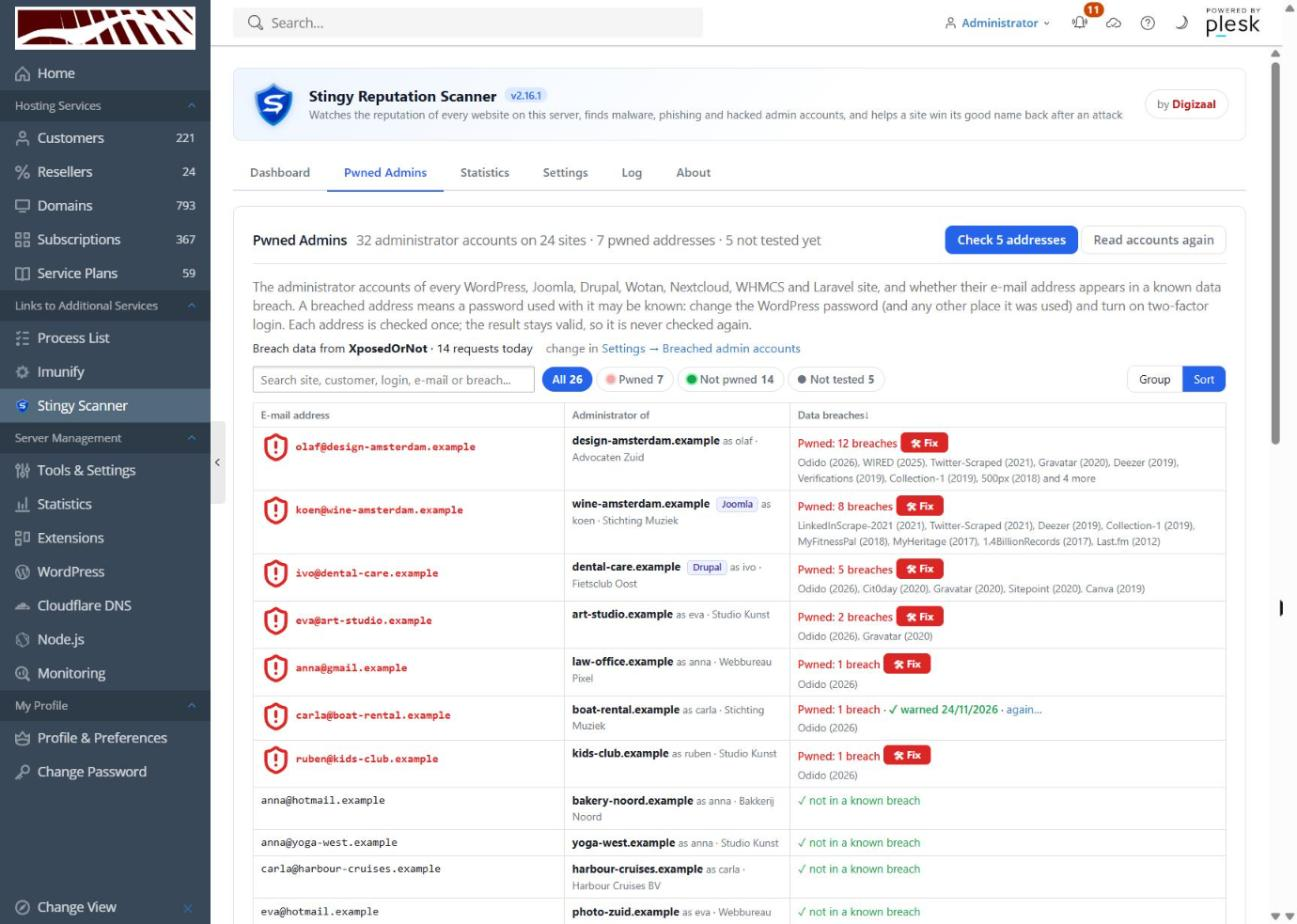 Search...
Administrator
11
POWERED BY
plesk
Home
Hosting Services
Customers 221
Resellers 24
Domains 793
Subscriptions 367
Service Plans 59
Links to Additional Services
Process List
Imunify
Stingy Scanner
Server Management
Tools & Settings
Statistics
Extensions
WordPress
Cloudflare DNS
Node.js
Monitoring
My Profile
Profile & Preferences
Change Password
Change View
Stingy Reputation Scanner v2.16.1
Watches the reputation of every website on this server, finds malware, phishing and hacked admin accounts, and helps a site win its good name back after an attack
by Digizaal
Dashboard Pwned Admins Statistics Settings Log About
Pwned Admins 32 administrator accounts on 24 sites · 7 pwned addresses · 5 not tested yet
Check 5 addresses Read accounts again
The administrator accounts of every WordPress, Joomla, Drupal, Wotan, Nextcloud, WHMCS and Laravel site, and whether their e-mail address appears in a known data
breach. A breached address means a password used with it may be known: change the WordPress password (and any other place it was used) and turn on two-factor
login. Each address is checked once; the result stays valid, so it is never checked again.
Breach data from XposedOrNot · 14 requests today change in Settings → Breached admin accounts
Search site, customer, login, e-mail or breach... All 26 Pwned 7 Not pwned 14 Not tested 5 Group Sort
E-mail address Administrator of Data breaches↓
olaf@design-amsterdam.example
design-amsterdam.example as olaf ·
Advocaten Zuid
Pwned: 12 breaches 🛠 Fix
Odido (2026), WIRED (2025), Twitter-Scraped (2021), Gravatar (2020), Deezer (2019),
Verifications (2019), Collection-1 (2019), 500px (2018) and 4 more
koen@wine-amsterdam.example
wine-amsterdam.example Joomla as
koen · Stichting Muziek
Pwned: 8 breaches 🛠 Fix
LinkedInScrape-2021 (2021), Twitter-Scraped (2021), Deezer (2019), Collection-1 (2019),
MyFitnessPal (2018), MyHeritage (2017), 1.4BillionRecords (2017), Last.fm (2012)
ivo@dental-care.example
dental-care.example Drupal as ivo ·
Fietsclub Oost
Pwned: 5 breaches 🛠 Fix
Odido (2026), Cit0day (2020), Gravatar (2020), Sitepoint (2020), Canva (2019)
eva@art-studio.example
art-studio.example as eva · Studio Kunst
Pwned: 2 breaches 🛠 Fix
Odido (2026), Gravatar (2020)
anna@gmail.example
law-office.example as anna · Webbureau
Pixel
Pwned: 1 breach 🛠 Fix
Odido (2026)
carla@boat-rental.example
boat-rental.example as carla · Stichting
Muziek
Pwned: 1 breach · ✓ warned 24/11/2026 · again...
Odido (2026)
ruben@kids-club.example
kids-club.example as ruben · Studio Kunst
Pwned: 1 breach 🛠 Fix
Odido (2026)
anna@hotmail.example
bakery-noord.example as anna · Bakkerij
Noord
✓ not in a known breach
anna@yoga-west.example
yoga-west.example as anna · Studio Kunst
✓ not in a known breach
carla@harbour-cruises.example
harbour-cruises.example as carla ·
Harbour Cruises BV
✓ not in a known breach
eva@hotmail.example
photo-zuid.example as eva · Webbureau
✓ not in a known breach